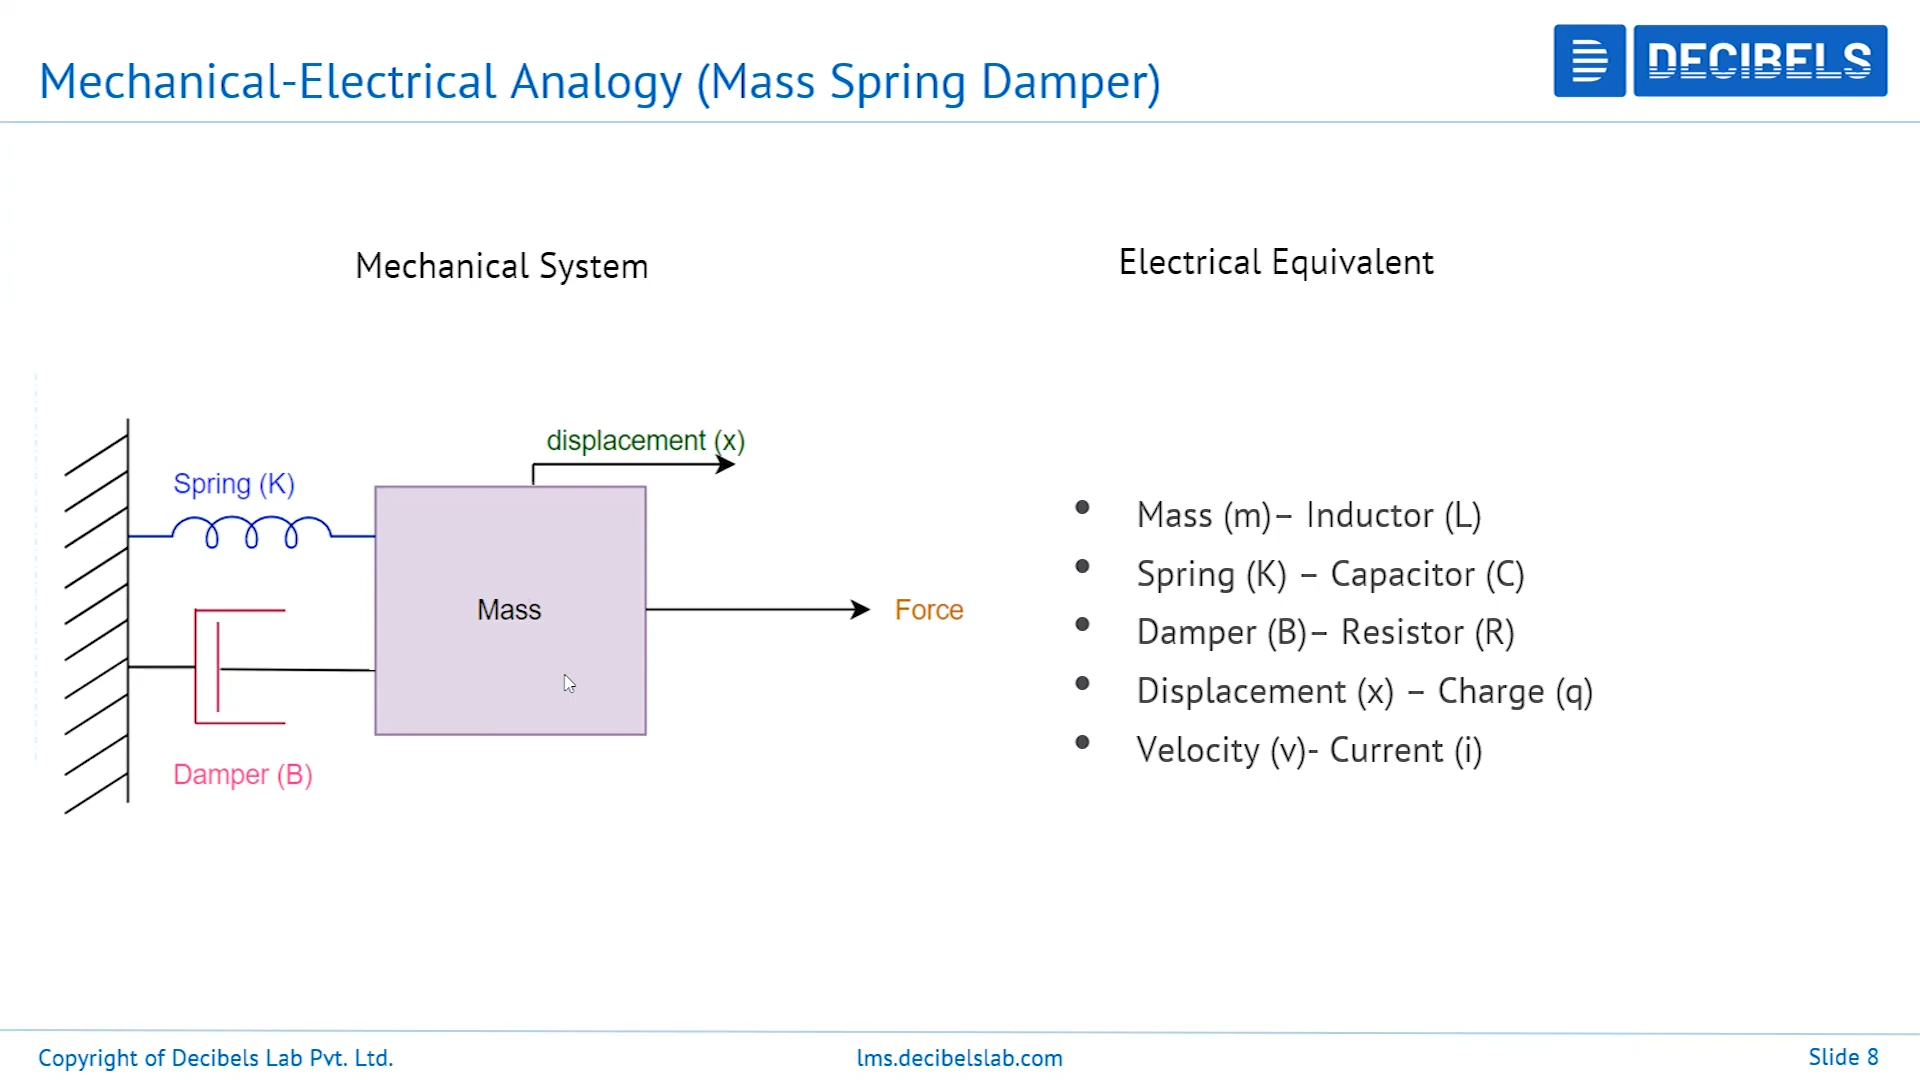 Mechanical-Electrical Analogy (Mass Spring Damper)
DECIBELS
Mechanical System
Electrical Equivalent
displacement (x)
Spring (K)
Mass
Force
Damper (B)
• Mass (m)– Inductor (L)
• Spring (K) – Capacitor (C)
• Damper (B)– Resistor (R)
• Displacement (x) – Charge (q)
• Velocity (v)- Current (i)
Copyright of Decibels Lab Pvt. Ltd.
lms.decibelslab.com
Slide 8